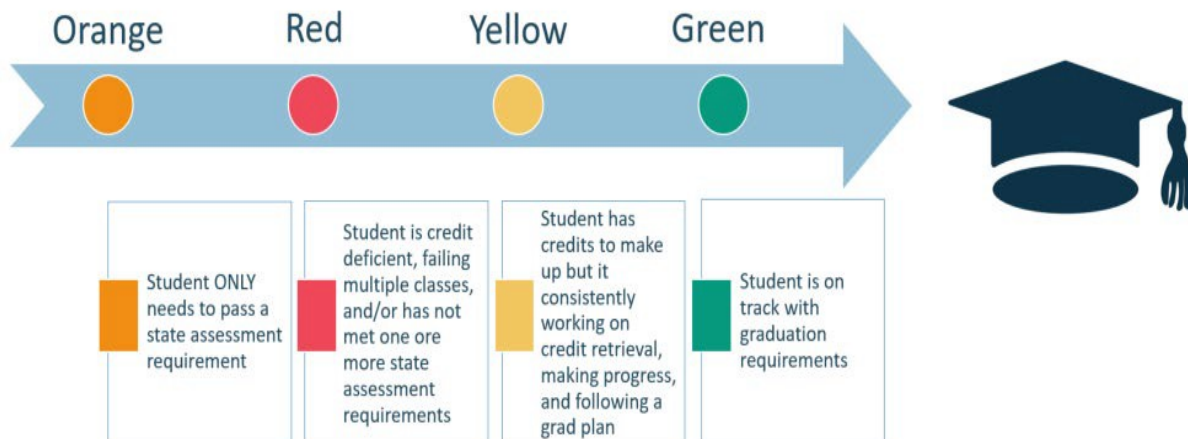 Orange
Red
Yellow
Green
Student ONLY
needs to pass a
state assessment
requirement
Student is credit
deficient, failing
multiple classes,
and/or has not
met one ore
more state
assessment
requirements
Student has
credits to make
up but it
consistently
working on
credit retrieval,
making progress,
and following a
grad plan
Student is on
track with
graduation
requirements